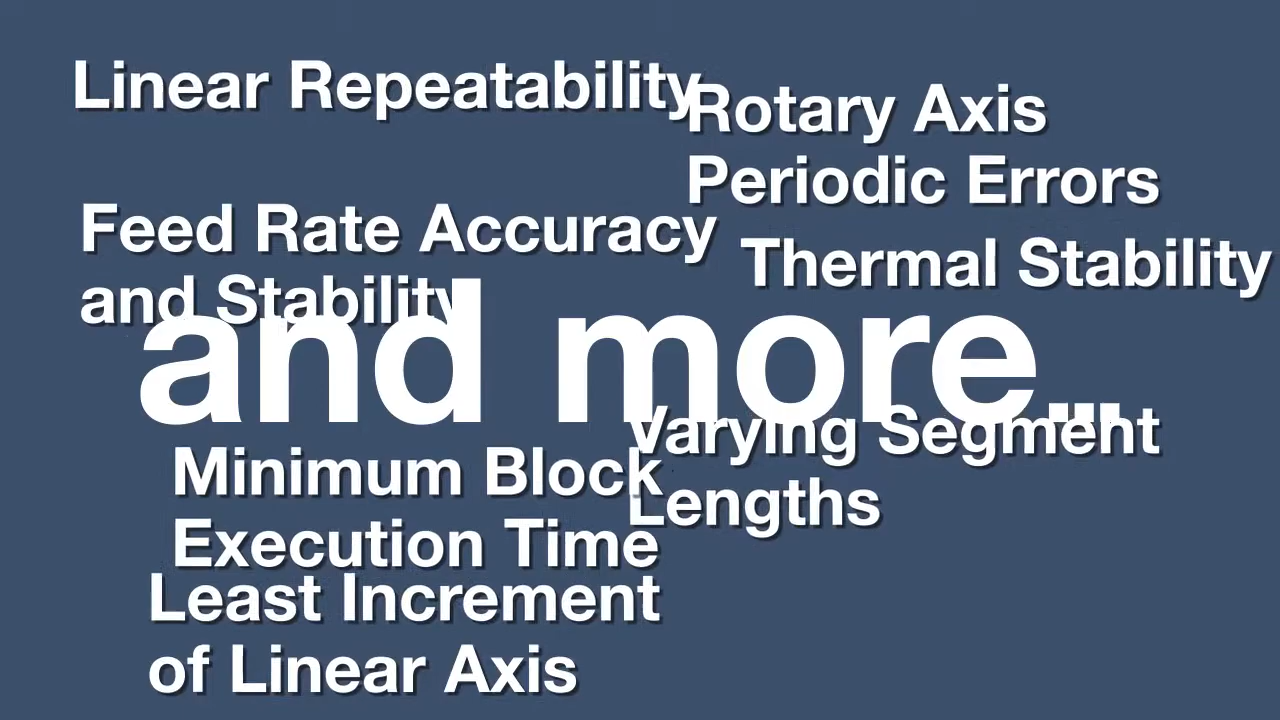 Linear Repeatability
Rotary Axis
Periodic Errors
Feed Rate Accuracy
and Stability
Thermal Stability
and more...
Varying Segment
Lengths
Minimum Block
Execution Time
Least Increment
of Linear Axis